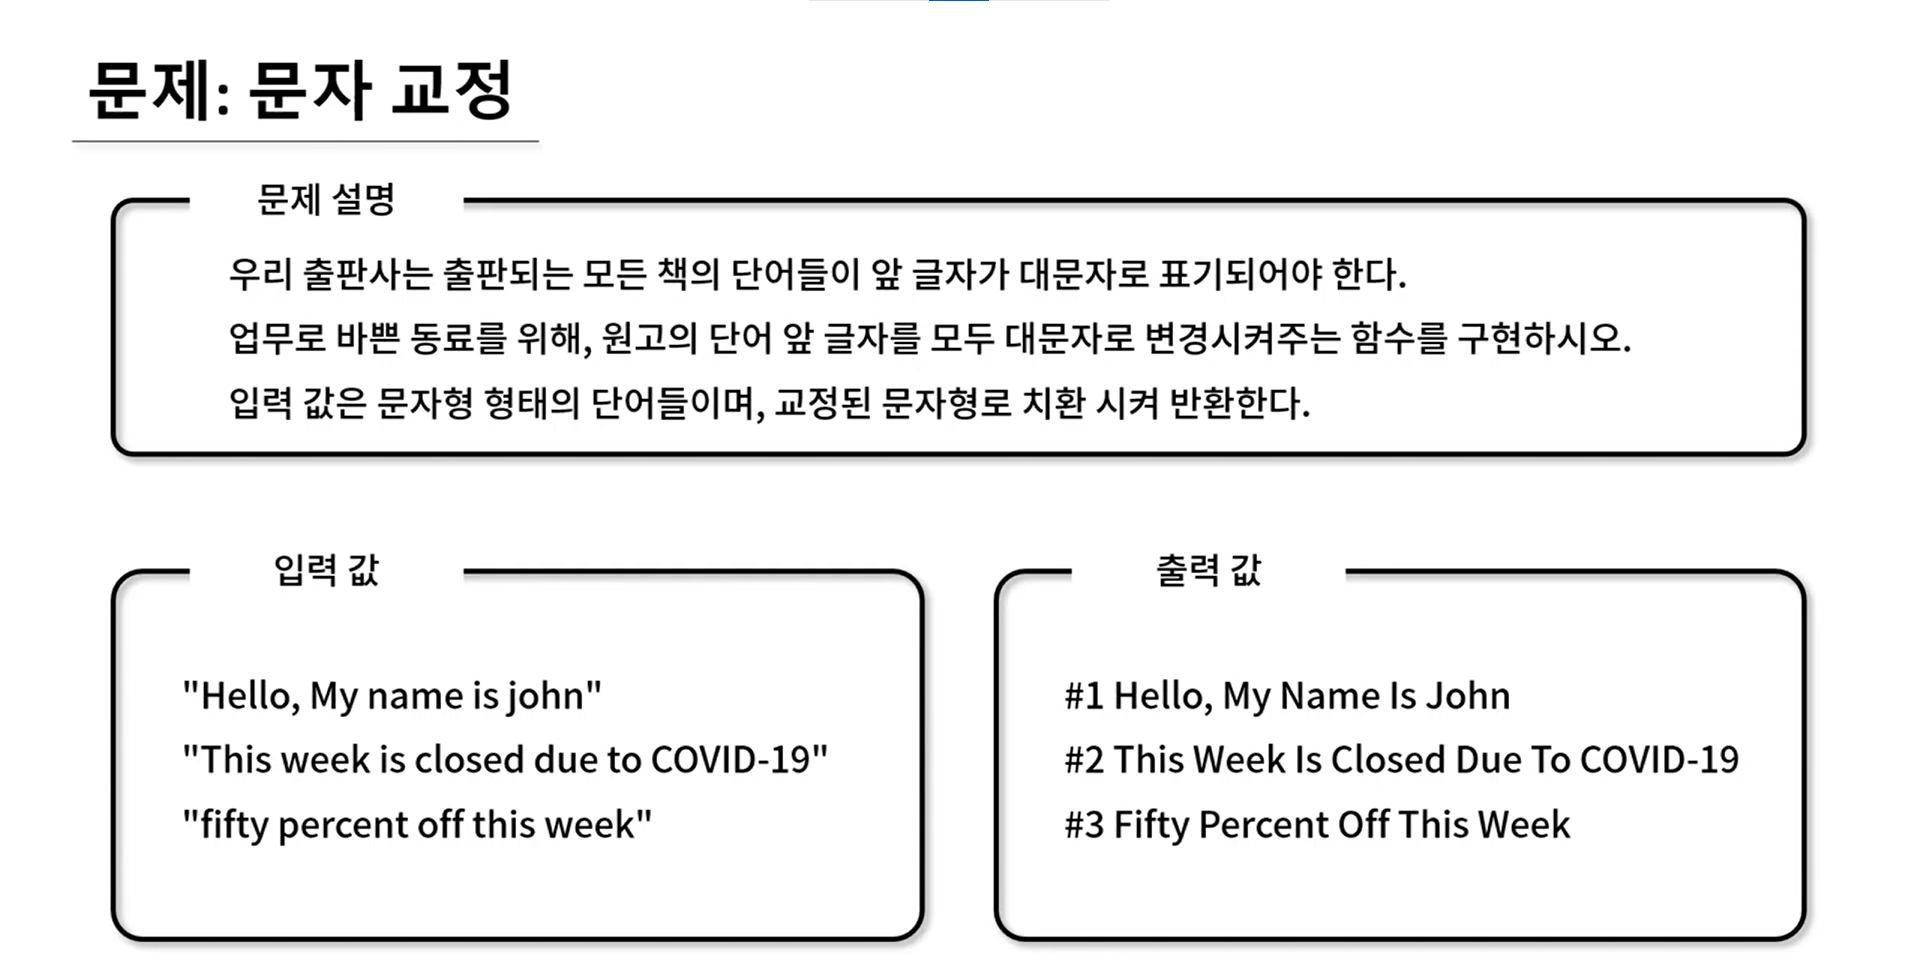 문제: 문자 교정
문제 설명
우리 출판사는 출판되는 모든 책의 단어들이 앞 글자가 대문자로 표기되어야 한다.
업무로 바쁜 동료를 위해, 원고의 단어 앞 글자를 모두 대문자로 변경시켜주는 함수를 구현하시오.
입력 값은 문자형 형태의 단어들이며, 교정된 문자형로 치환 시켜 반환한다.
입력 값
"Hello, My name is john"
"This week is closed due to COVID-19"
"fifty percent off this week"
출력 값
#1 Hello, My Name Is John
#2 This Week Is Closed Due To COVID-19
#3 Fifty Percent Off This Week